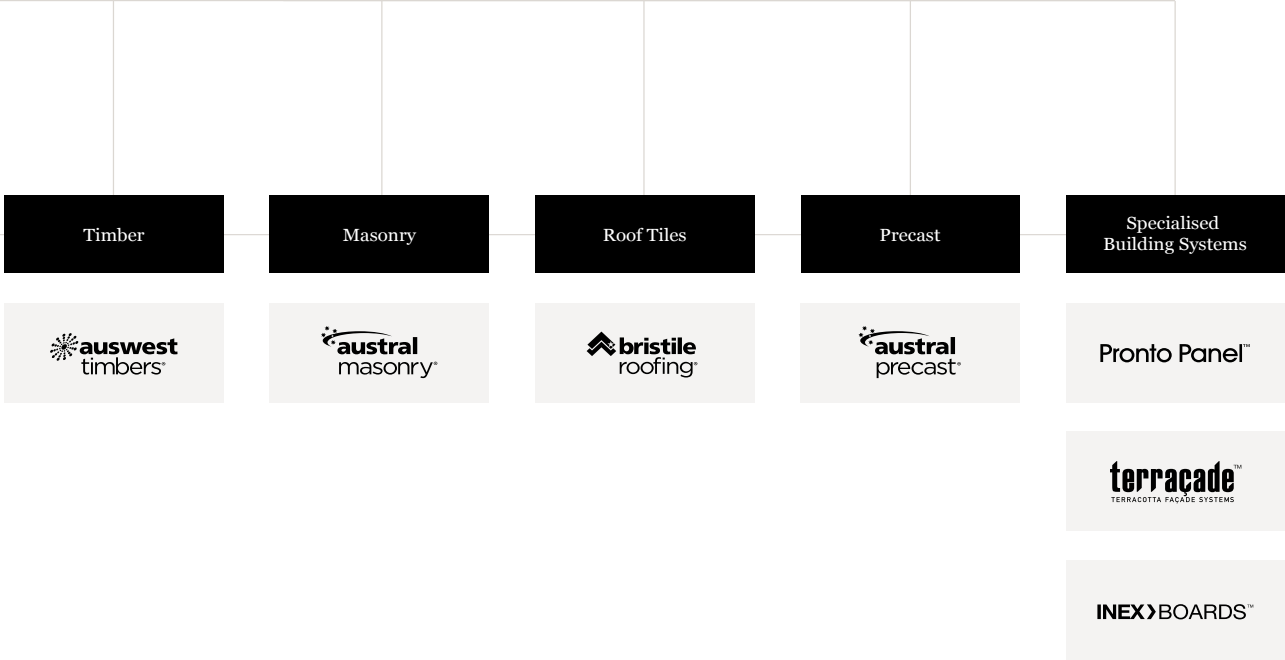 Timber
Masonry
Roof Tiles
Precast
Specialised
Building Systems
auswest
timbers®
austral
masonry®
bristile
roofing®
austral
precast®
Pronto Panel™
terraçade™
TERRACOTTA FAÇADE SYSTEMS
INEX❯BOARDS™